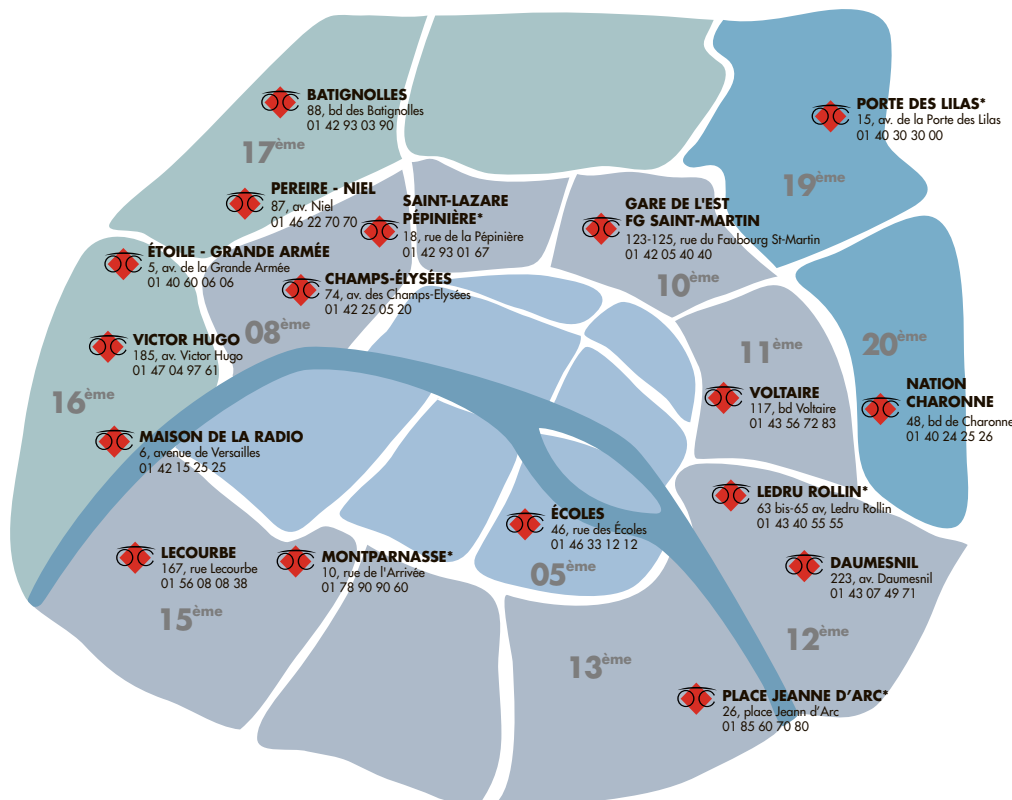 BATIGNOLLES
88, bd des Batignolles
01 42 93 03 90
17ème
PORTE DES LILAS*
15, av. de la Porte des Lilas
01 40 30 30 00
19ème
PEREIRE - NIEL
87, av. Niel
01 46 22 70 70
SAINT-LAZARE
PÉPINIÈRE*
18, rue de la Pépinière
01 42 93 01 67
GARE DE L'EST
FG SAINT-MARTIN
123-125, rue du Faubourg St-Martin
01 42 05 40 40
10ème
ÉTOILE - GRANDE ARMÉE
5, av. de la Grande Armée
01 40 60 06 06
CHAMPS-ÉLYSÉES
74, av. des Champs-Elysées
01 42 25 05 20
08ème
VICTOR HUGO
185, av. Victor Hugo
01 47 04 97 61
16ème
11ème
20ème
VOLTAIRE
117, bd Voltaire
01 43 56 72 83
NATION
CHARONNE
48, bd de Charonne
01 40 24 25 26
MAISON DE LA RADIO
6, avenue de Versailles
01 42 15 25 25
LEDRU ROLLIN*
63 bis-65 av, Ledru Rollin
01 43 40 55 55
ÉCOLES
46, rue des Écoles
01 46 33 12 12
05ème
LECOURBE
167, rue Lecourbe
01 56 08 08 38
15ème
MONTPARNASSE*
10, rue de l'Arrivée
01 78 90 90 60
DAUMESNIL
223, av. Daumesnil
01 43 07 49 71
12ème
13ème
PLACE JEANNE D'ARC*
26, place Jeann d'Arc
01 85 60 70 80